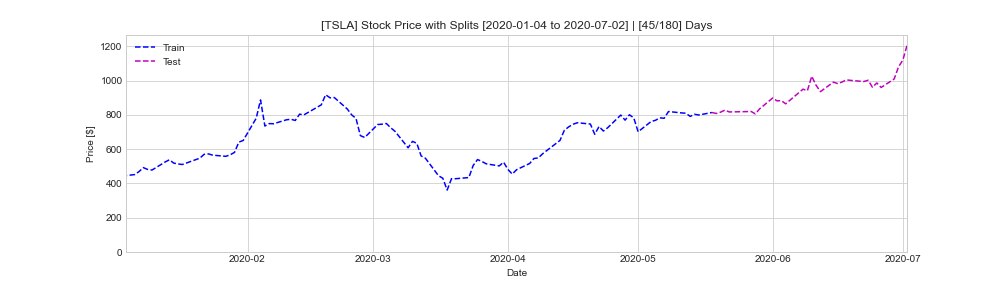 [TSLA] Stock Price with Splits [2020-01-04 to 2020-07-02] | [45/180] Days
Train
Test
1200
1000
800
600
400
200
0
Price [$]
2020-02 2020-03 2020-04 2020-05 2020-06 2020-07
Date